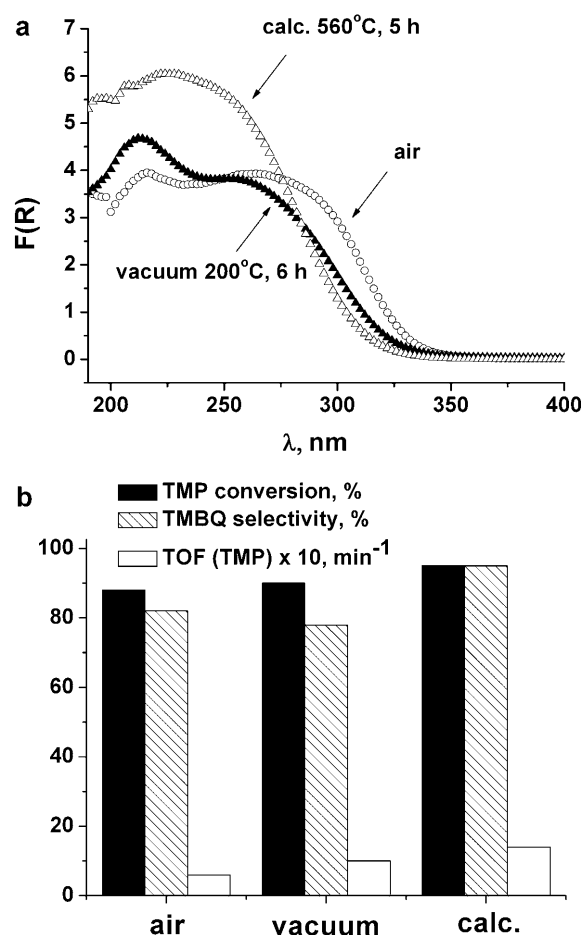 a
calc. 560°C, 5 h
air
vacuum 200°C, 6 h
F(R)
7
6
5
4
3
2
1
0
200 250 300 350 400
λ, nm
b
TMP conversion, %
TMBQ selectivity, %
TOF (TMP) x 10, min⁻¹
100
80
60
40
20
0
air vacuum calc.